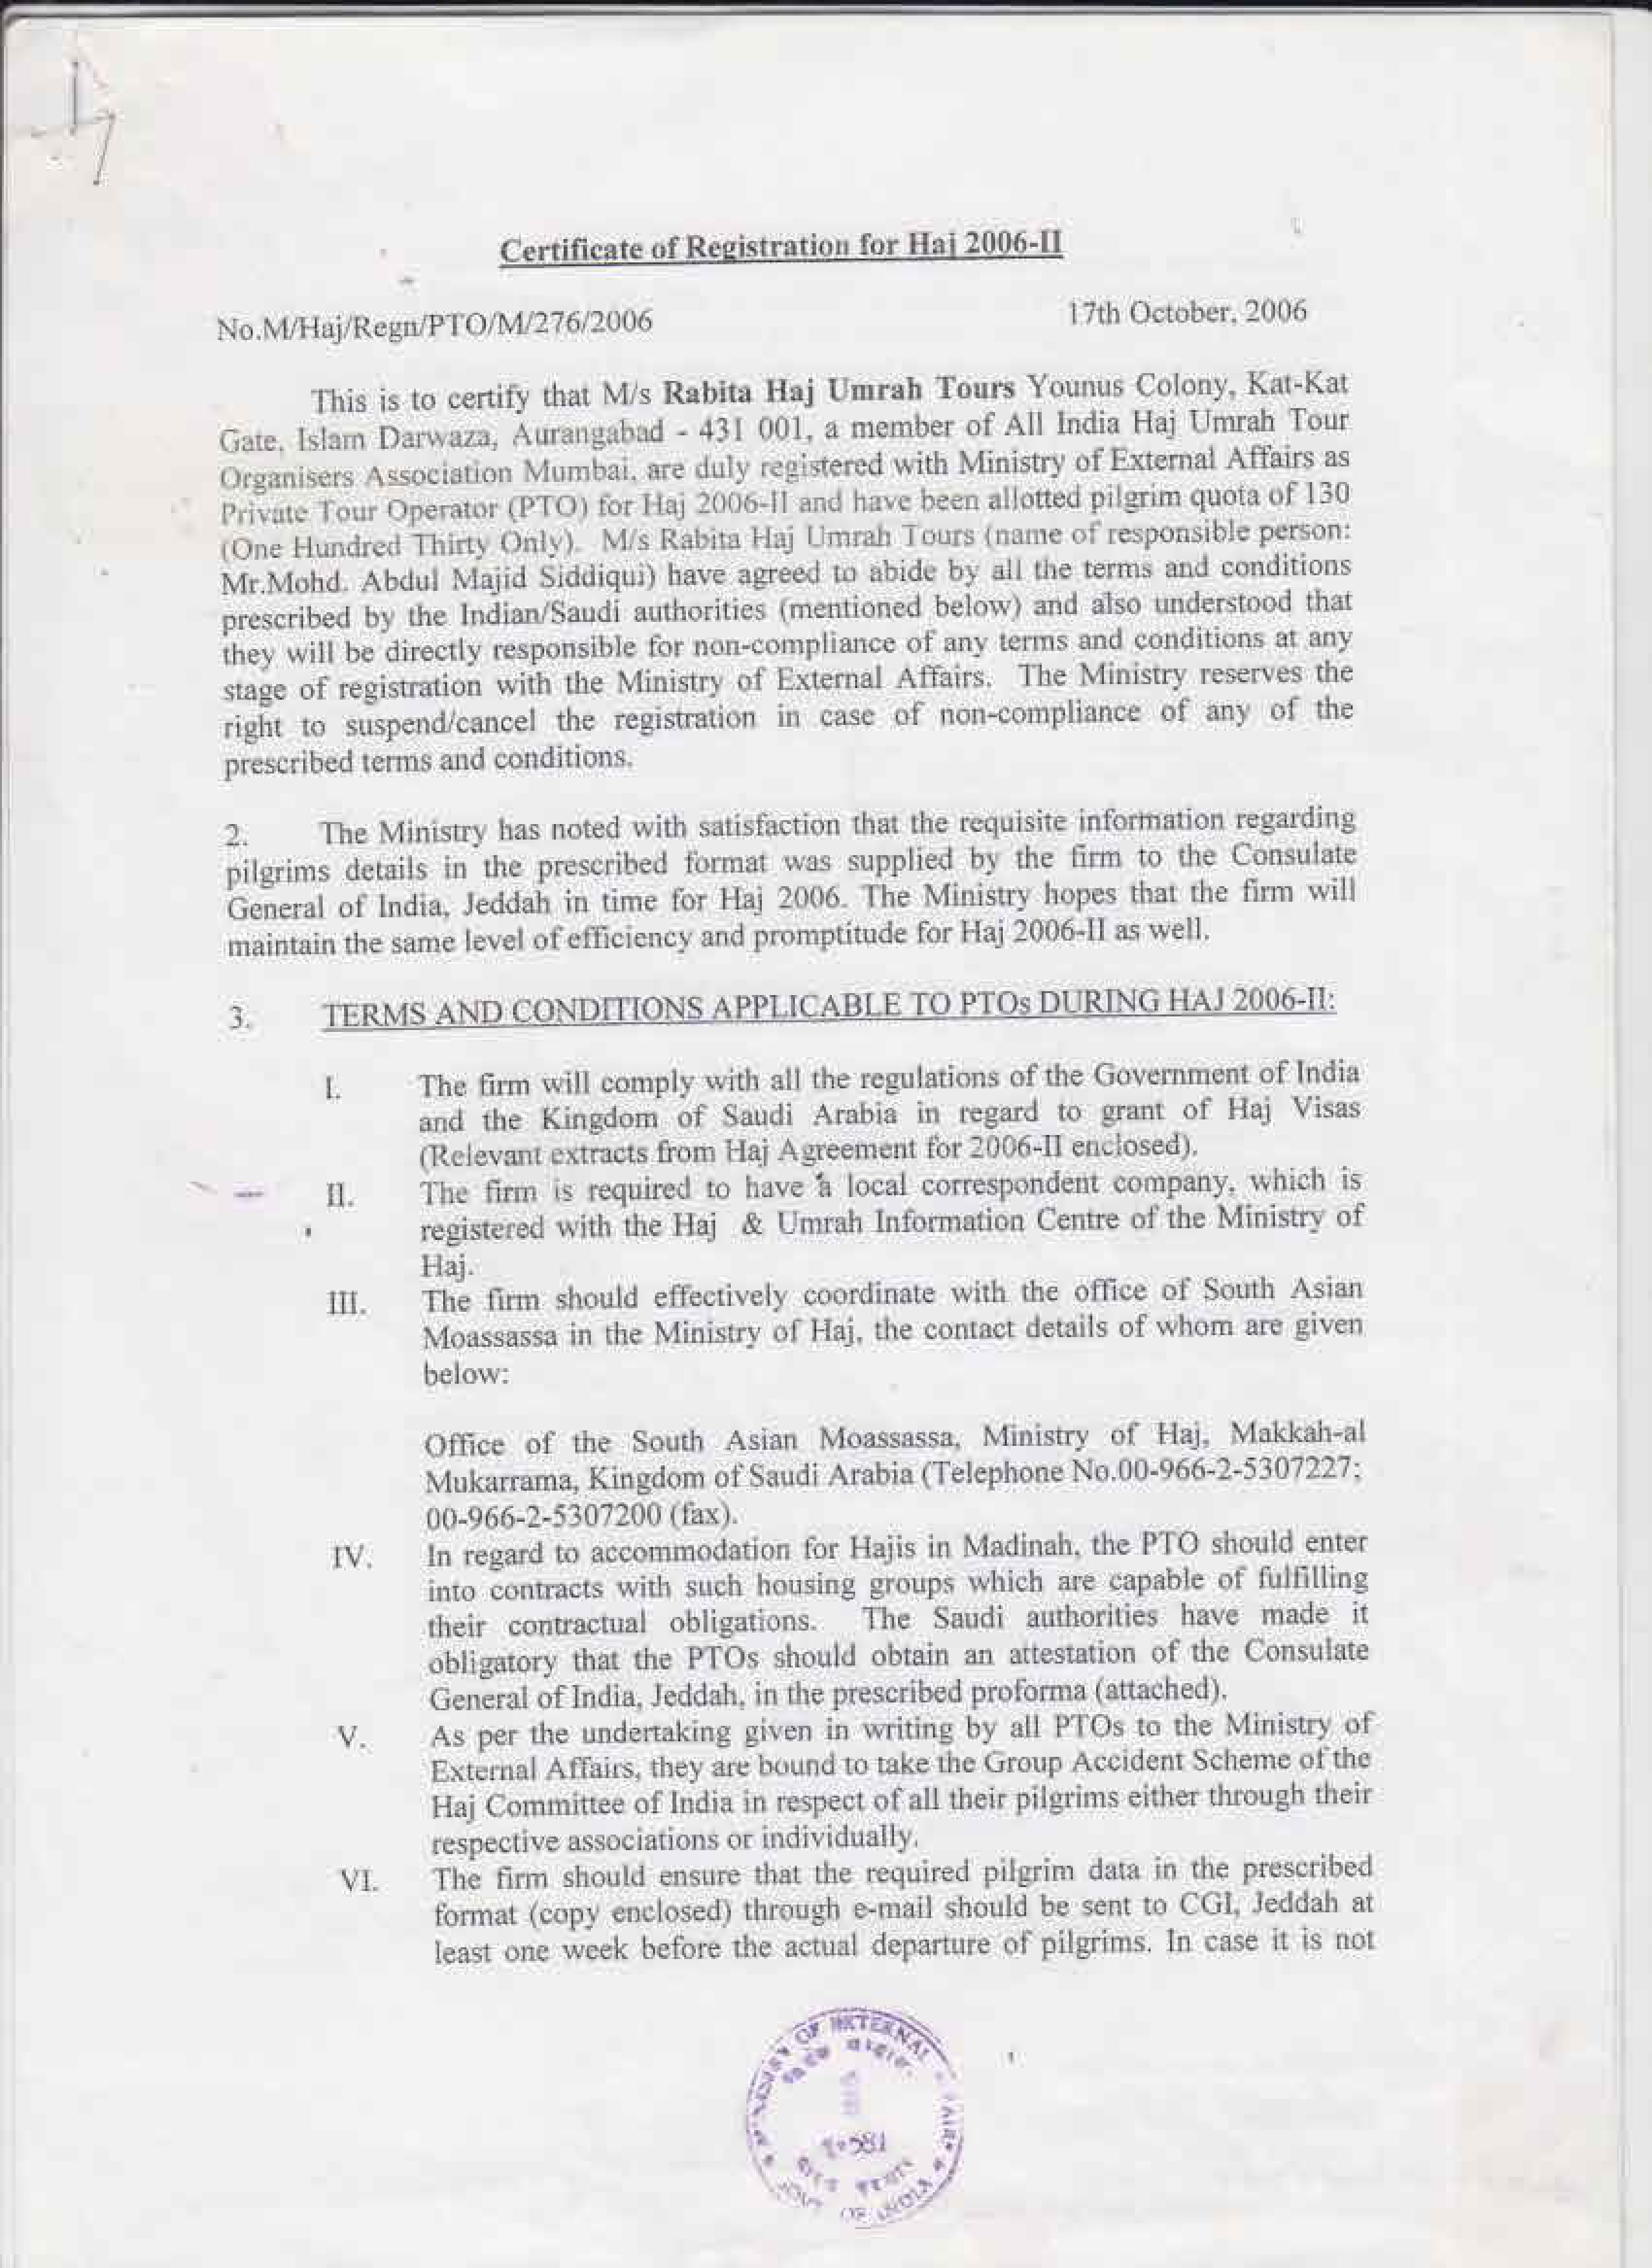 Certificate of Registration for Haj 2006-II
No.M/Haj/Regn/PTO/M/276/2006 17th October, 2006
This is to certify that M/s Rabita Haj Umrah Tours Younus Colony, Kat-Kat
Gate, Islam Darwaza, Aurangabad - 431 001, a member of All India Haj Umrah Tour
Organisers Association Mumbai, are duly registered with Ministry of External Affairs as
Private Tour Operator (PTO) for Haj 2006-II and have been allotted pilgrim quota of 130
(One Hundred Thirty Only). M/s Rabita Haj Umrah Tours (name of responsible person:
Mr.Mohd. Abdul Majid Siddiqui) have agreed to abide by all the terms and conditions
prescribed by the Indian/Saudi authorities (mentioned below) and also understood that
they will be directly responsible for non-compliance of any terms and conditions at any
stage of registration with the Ministry of External Affairs. The Ministry reserves the
right to suspend/cancel the registration in case of non-compliance of any of the
prescribed terms and conditions.
2. The Ministry has noted with satisfaction that the requisite information regarding
pilgrims details in the prescribed format was supplied by the firm to the Consulate
General of India, Jeddah in time for Haj 2006. The Ministry hopes that the firm will
maintain the same level of efficiency and promptitude for Haj 2006-II as well.
3. TERMS AND CONDITIONS APPLICABLE TO PTOs DURING HAJ 2006-II:
I. The firm will comply with all the regulations of the Government of India
and the Kingdom of Saudi Arabia in regard to grant of Haj Visas
(Relevant extracts from Haj Agreement for 2006-II enclosed).
II. The firm is required to have a local correspondent company, which is
registered with the Haj & Umrah Information Centre of the Ministry of
Haj.
III. The firm should effectively coordinate with the office of South Asian
Moassassa in the Ministry of Haj, the contact details of whom are given
below:
Office of the South Asian Moassassa, Ministry of Haj, Makkah-al
Mukarrama, Kingdom of Saudi Arabia (Telephone No.00-966-2-5307227;
00-966-2-5307200 (fax).
IV. In regard to accommodation for Hajis in Madinah, the PTO should enter
into contracts with such housing groups which are capable of fulfilling
their contractual obligations. The Saudi authorities have made it
obligatory that the PTOs should obtain an attestation of the Consulate
General of India, Jeddah, in the prescribed proforma (attached).
V. As per the undertaking given in writing by all PTOs to the Ministry of
External Affairs, they are bound to take the Group Accident Scheme of the
Haj Committee of India in respect of all their pilgrims either through their
respective associations or individually.
VI. The firm should ensure that the required pilgrim data in the prescribed
format (copy enclosed) through e-mail should be sent to CGI, Jeddah at
least one week before the actual departure of pilgrims. In case it is not
OF EXTERNAL
OF INDIA